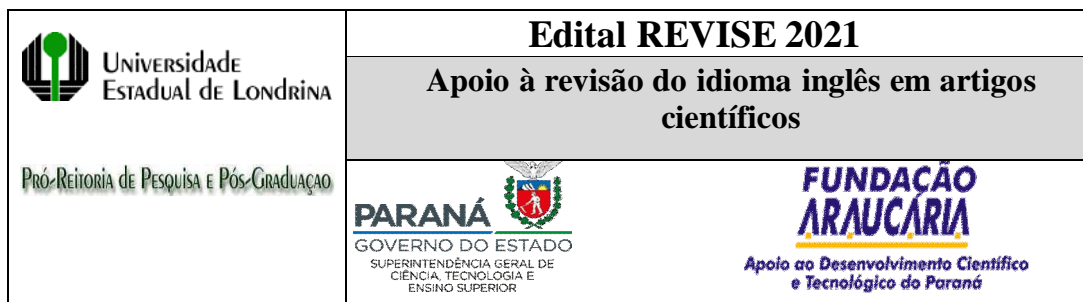 Universidade
Estadual de Londrina
Pró-Reitoria de Pesquisa e Pós-Graduaçao
Edital REVISE 2021
Apoio à revisão do idioma inglês em artigos
científicos
PARANÁ
GOVERNO DO ESTADO
SUPERINTENDÊNCIA GERAL DE
CIÊNCIA, TECNOLOGIA E
ENSINO SUPERIOR
FUNDAÇÃO
ARAUCÁRIA
Apoio ao Desenvolvimento Científico
e Tecnológico do Paraná